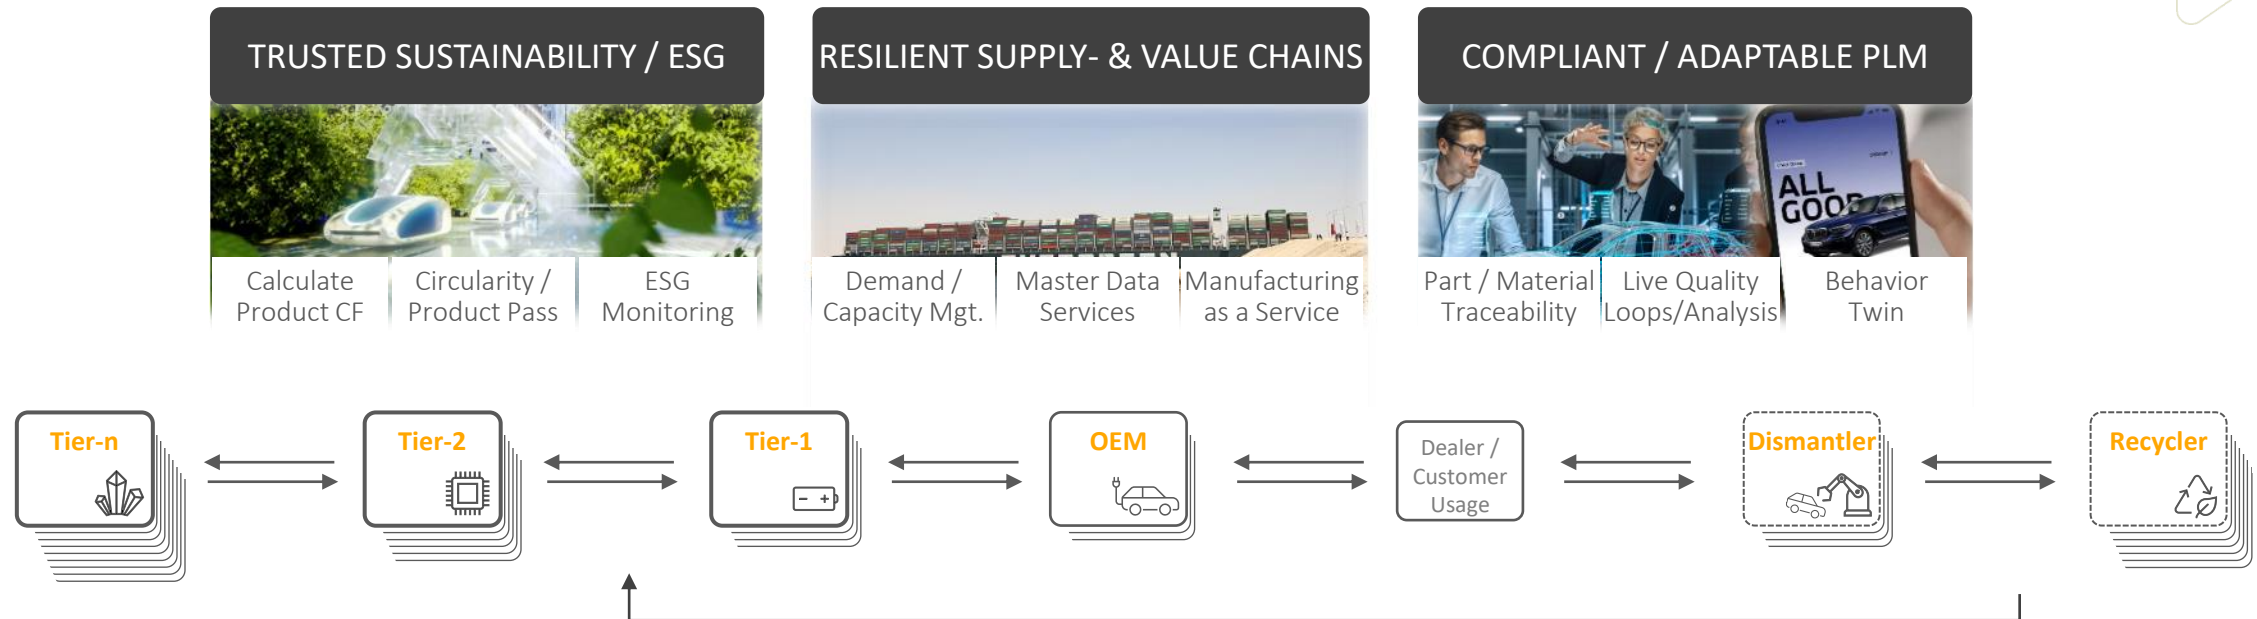 TRUSTED SUSTAINABILITY / ESG
RESILIENT SUPPLY- & VALUE CHAINS
COMPLIANT / ADAPTABLE PLM
ALL
GOOD
Calculate
Product CF
Circularity /
Product Pass
ESG
Monitoring
Demand /
Capacity Mgt.
Master Data
Services
Manufacturing
as a Service
Part / Material
Traceability
Live Quality
Loops/Analysis
Behavior
Twin
Tier-n
Tier-2
Tier-1
OEM
Dealer /
Customer
Usage
Dismantler
Recycler